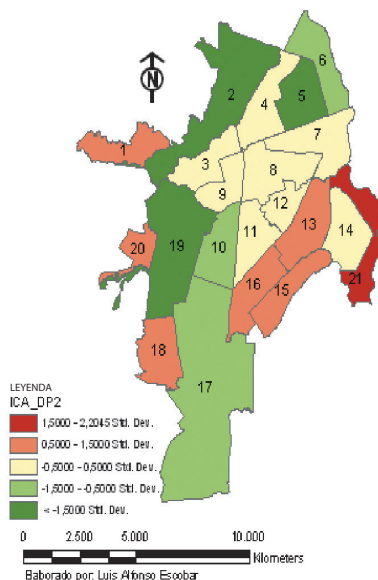 N
6
2
5
4
7
1
3
8
9
12
13
11
14
10
20
19
21
16
15
18
17
LEYENDA
ICA_DP2
1,5000 - 2,2045 Std. Dev.
0,5000 - 1,5000 Std. Dev.
-0,5000 - 0,5000 Std. Dev.
-1,5000 - -0,5000 Std. Dev.
< -1,5000 Std. Dev.
0 2.500 5.000 10.000
Kilometers
Baborado por: Luis Alfonso Escobar